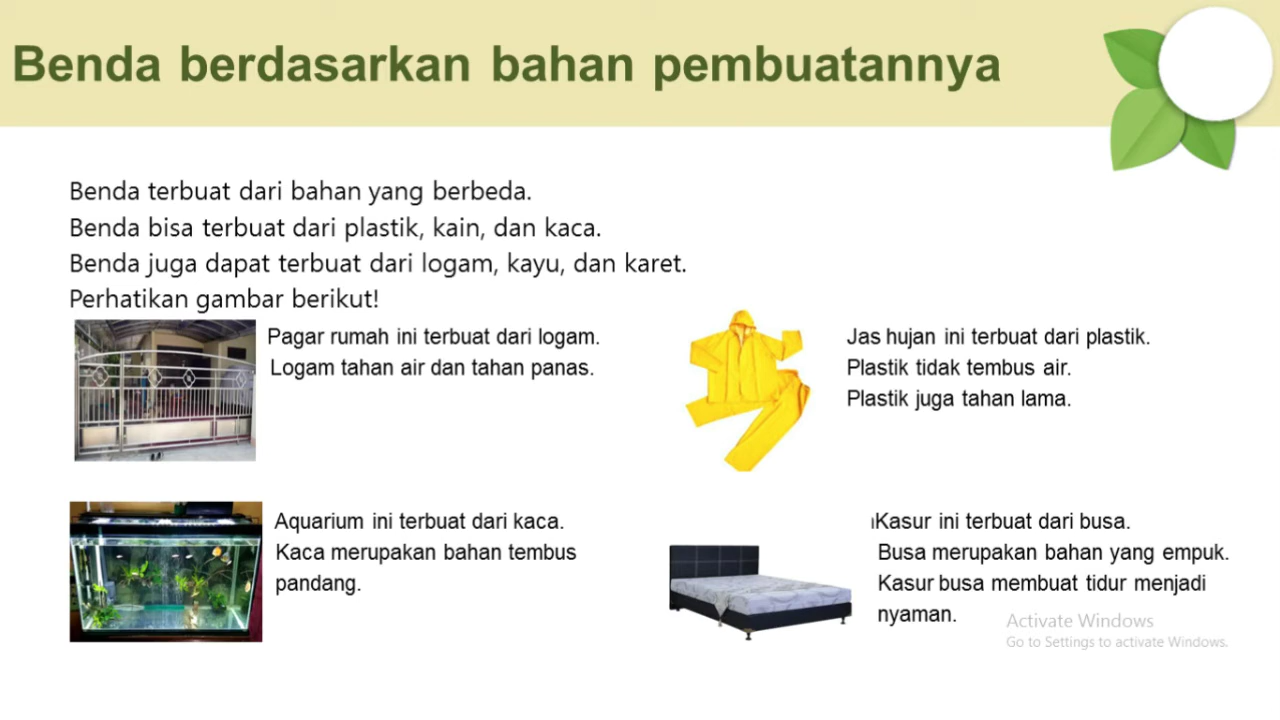 Benda berdasarkan bahan pembuatannya
Benda terbuat dari bahan yang berbeda.
Benda bisa terbuat dari plastik, kain, dan kaca.
Benda juga dapat terbuat dari logam, kayu, dan karet.
Perhatikan gambar berikut!
Pagar rumah ini terbuat dari logam.
Logam tahan air dan tahan panas.
Jas hujan ini terbuat dari plastik.
Plastik tidak tembus air.
Plastik juga tahan lama.
Aquarium ini terbuat dari kaca.
Kaca merupakan bahan tembus
pandang.
Kasur ini terbuat dari busa.
Busa merupakan bahan yang empuk.
Kasur busa membuat tidur menjadi
nyaman.
Activate Windows
Go to Settings to activate Windows.